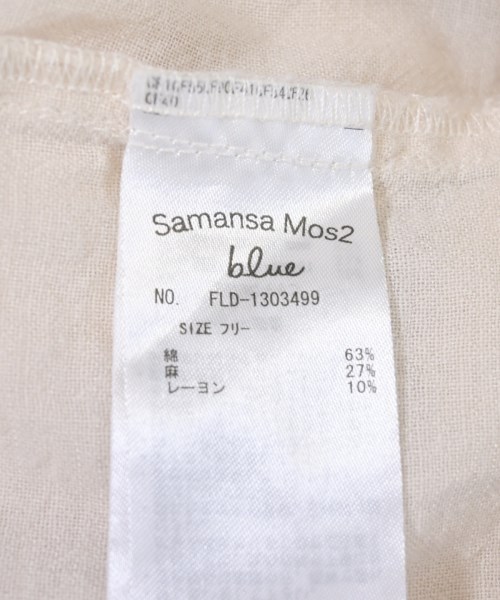 Samansa Mos2
blue
NO. FLD-1303499
SIZE フリー
綿 63%
麻 27%
レーヨン 10%